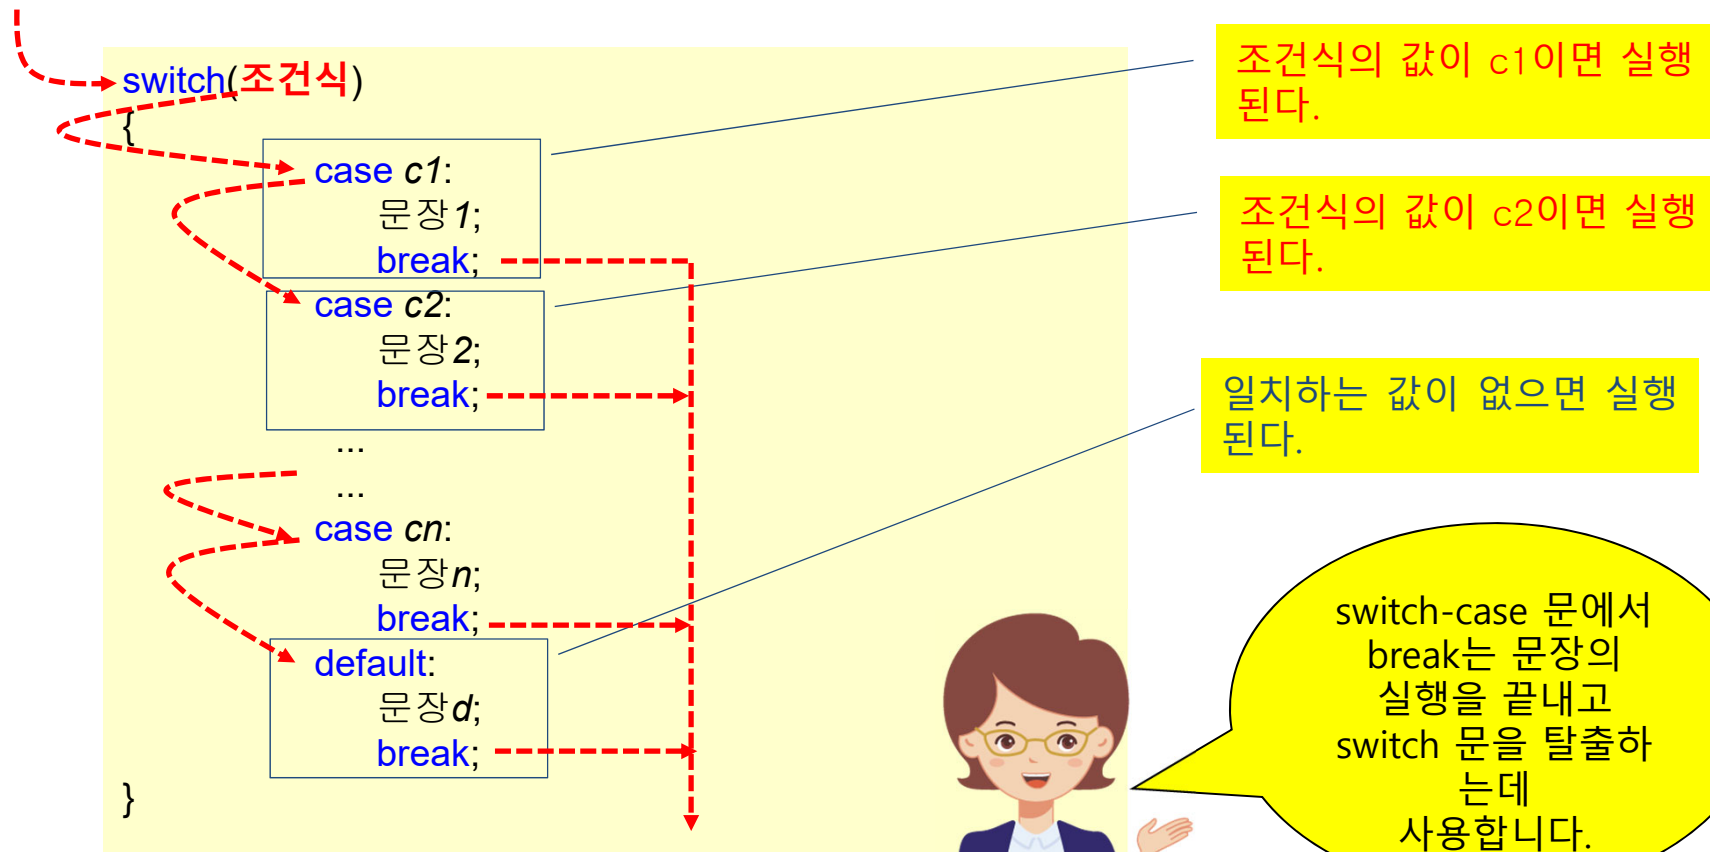 switch(조건식)
{
case c1:
문장1;
break;
case c2:
문장2;
break;
...
...
case cn:
문장n;
break;
default:
문장d;
break;
}
조건식의 값이 c1이면 실행
된다.
조건식의 값이 c2이면 실행
된다.
일치하는 값이 없으면 실행
된다.
switch-case 문에서
break는 문장의
실행을 끝내고
switch 문을 탈출하
는데
사용합니다.